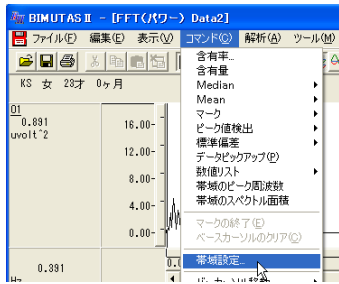 BIMUTAS II - [FFT(パワー) Data2]
ファイル(F) 編集(E) 表示(V) コマンド(C) 解析(A) ツール(M)
KS 女 23才 0ヶ月
01
0.891
uvolt^2
16.00-
12.00-
8.00-
4.00-
0.00-
0.391
0.0
Hz
含有率...
含有量
Median
Mean
マーク
ピーク値検出
標準偏差
データピックアップ(P)
数値リスト
帯域のピーク周波数
帯域のスペクトル面積
マークの終了(E)
ベースカーソルのクリア(C)
帯域設定...